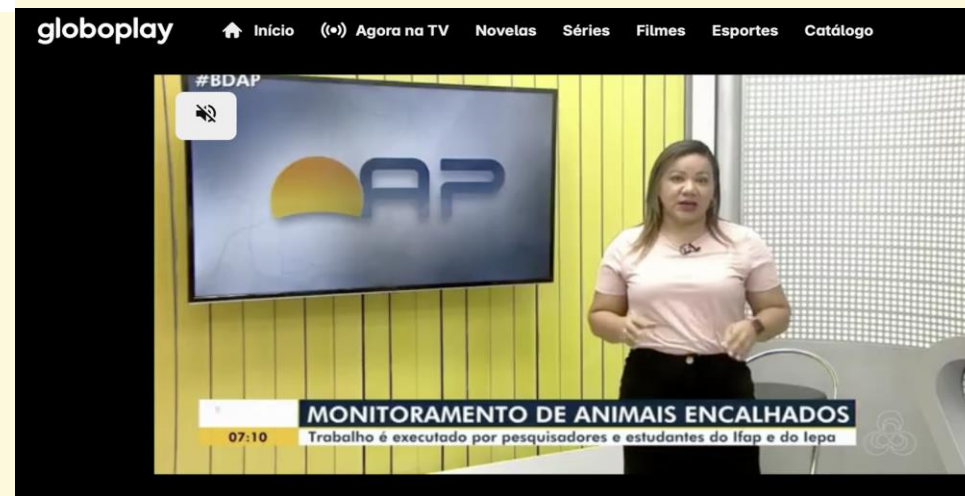 globoplay
Início
Agora na TV
Novelas
Séries
Filmes
Esportes
Catálogo
#BDAP
AP
MONITORAMENTO DE ANIMAIS ENCALHADOS
07:10
Trabalho é executado por pesquisadores e estudantes do Ifap e do Iepa